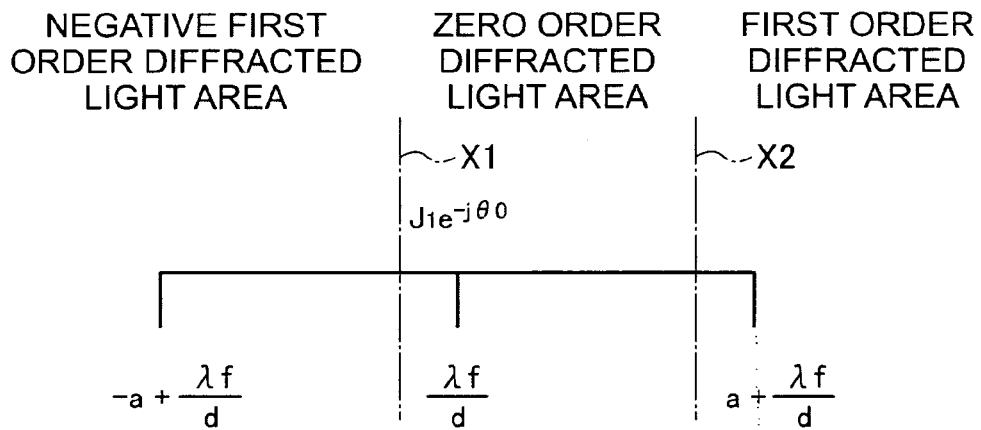 NEGATIVE FIRST ORDER DIFFRACTED LIGHT AREA
ZERO ORDER DIFFRACTED LIGHT AREA
FIRST ORDER DIFFRACTED LIGHT AREA
X1
X2
J₁e^{-jθ0}
-a + λf/d
λf/d
a + λf/d